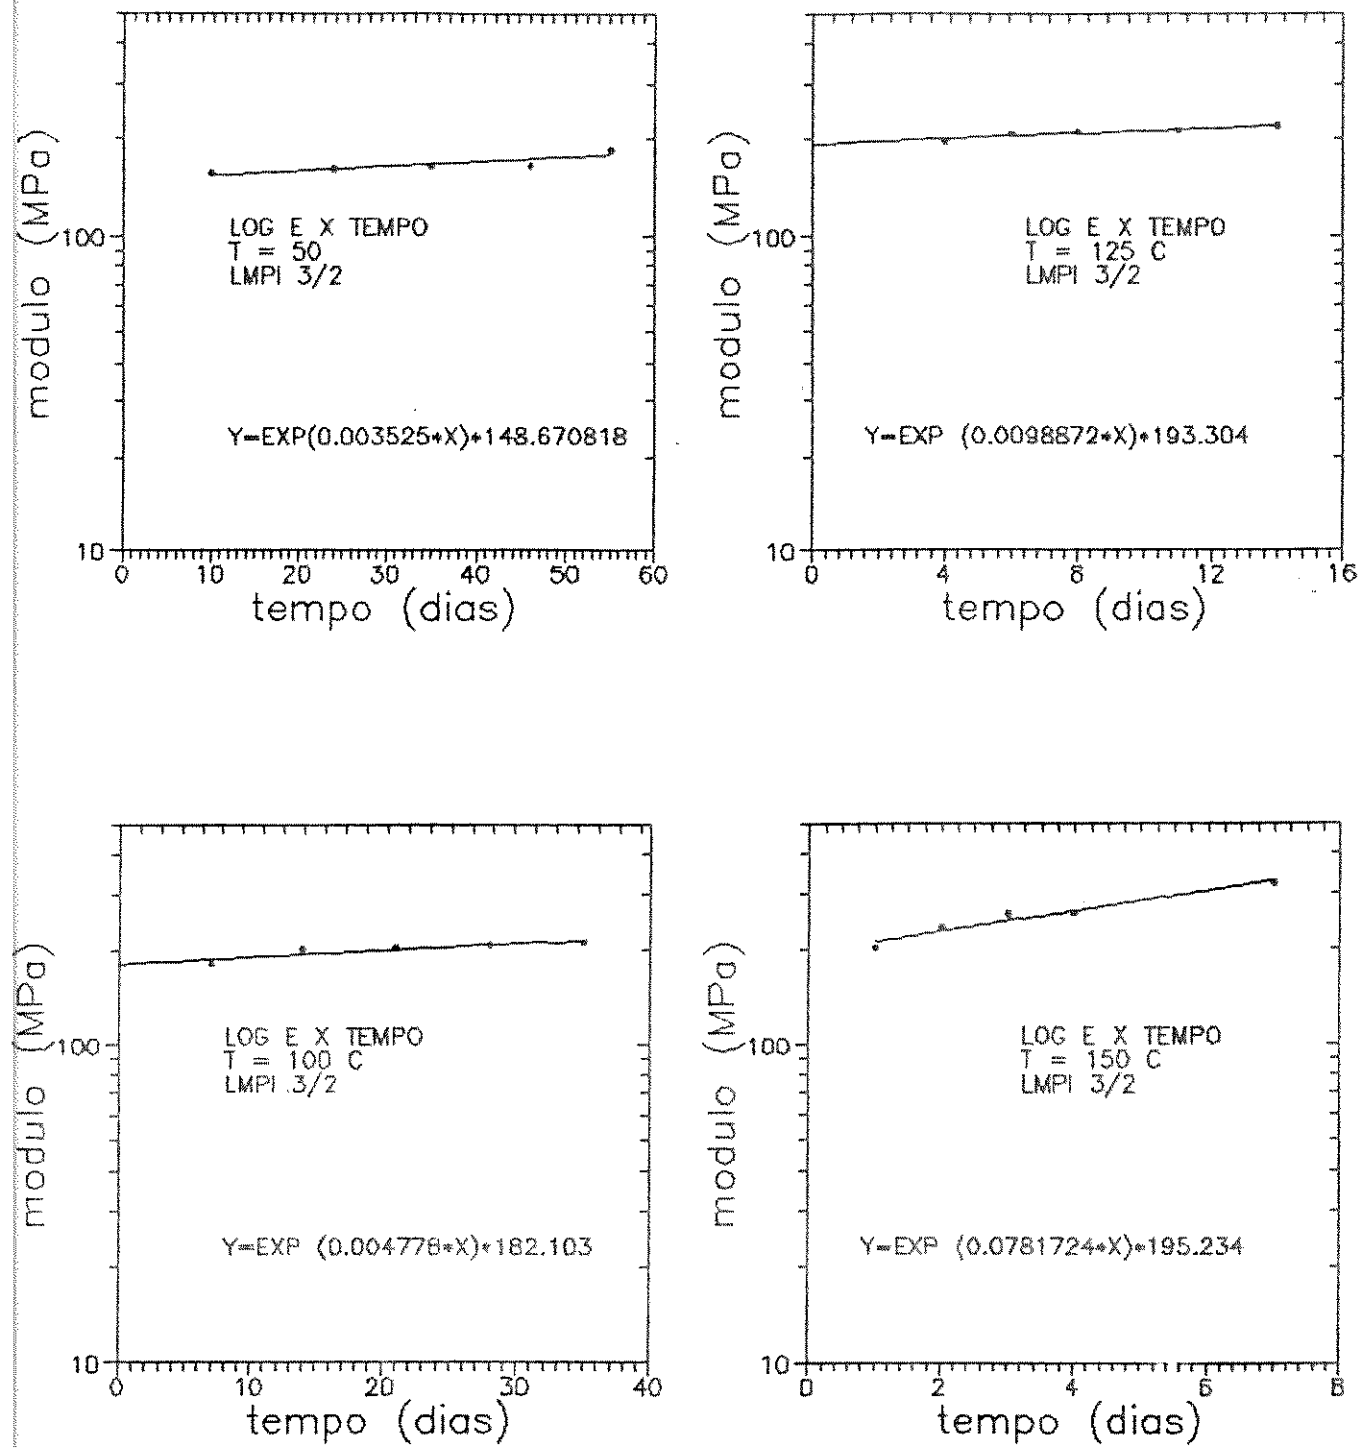 modulo (MPa)
100
10
LOG E X TEMPO
T = 50
LMPI 3/2
Y=EXP(0.003525*X)*148.670818
0 10 20 30 40 50 60
tempo (dias)
modulo (MPa)
100
10
LOG E X TEMPO
T = 125 C
LMPI 3/2
Y=EXP (0.0098872*X)*193.304
0 4 8 12 16
tempo (dias)
modulo (MPa)
100
10
LOG E X TEMPO
T = 100 C
LMPI 3/2
Y=EXP (0.004778*X)*182.103
0 10 20 30 40
tempo (dias)
modulo (MPa)
100
10
LOG E X TEMPO
T = 150 C
LMPI 3/2
Y=EXP (0.0781724*X)*195.234
0 2 4 6 8
tempo (dias)